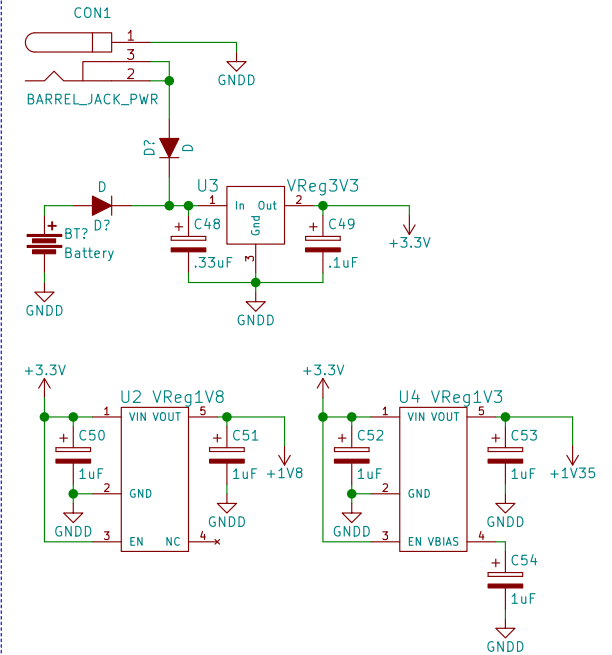 CON1
1
3
2
GNDD
BARREL_JACK_PWR
D?
D
D
D?
U3
VReg3V3
1
In
Out
2
Gnd
3
BT?
Battery
C48
.33uF
C49
.1uF
+3.3V
GNDD
GNDD
+3.3V
U2 VReg1V8
1
VIN VOUT
5
C50
1uF
C51
1uF
+1V8
2
GND
GNDD
GNDD
3
EN
NC
4
+3.3V
U4 VReg1V3
1
VIN VOUT
5
C52
1uF
C53
1uF
+1V35
2
GND
GNDD
GNDD
3
EN VBIAS
4
C54
1uF
GNDD